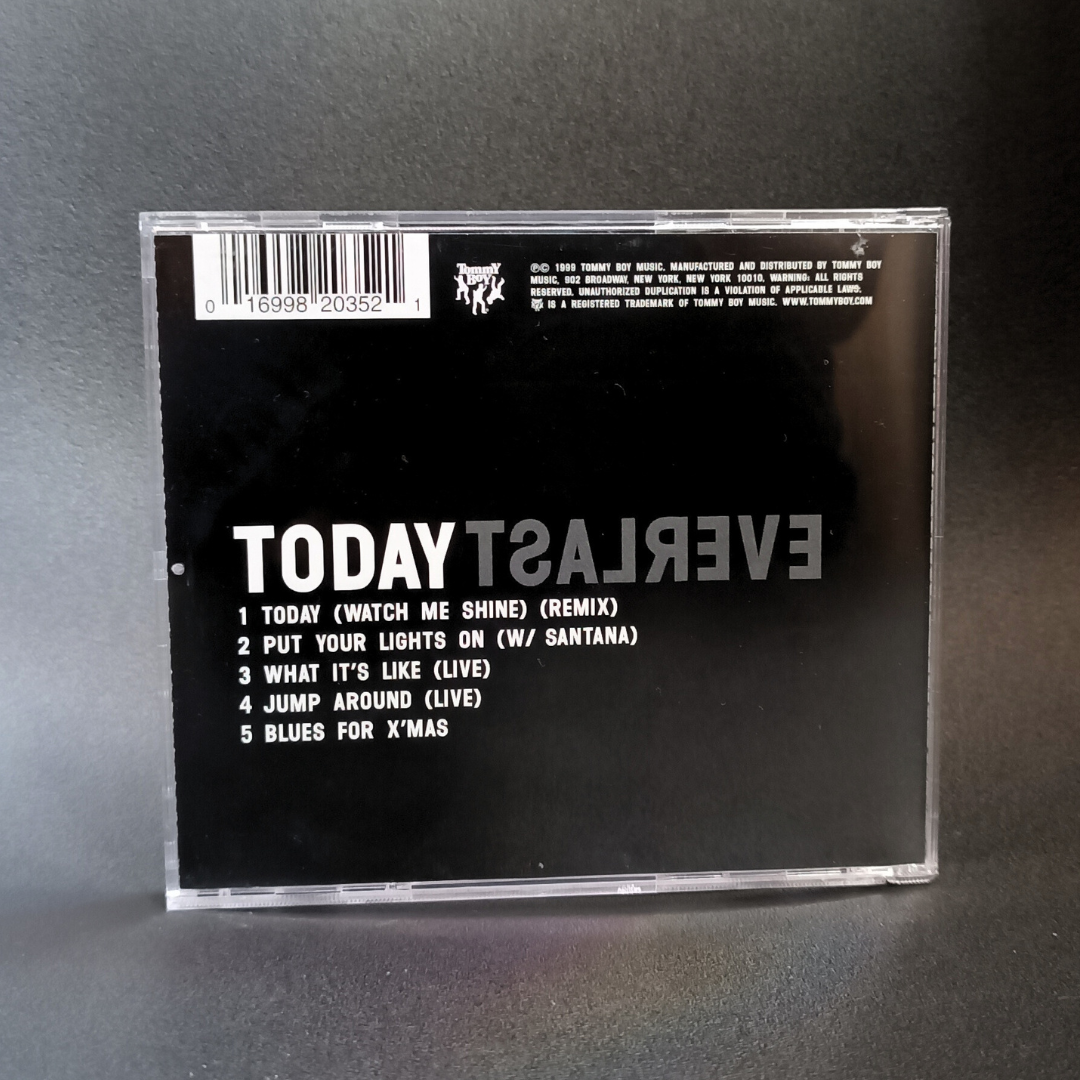 0 16998 20352 1
Tommy
Boy
℗© 1999 TOMMY BOY MUSIC. MANUFACTURED AND DISTRIBUTED BY TOMMY BOY
MUSIC, 902 BROADWAY, NEW YORK, NEW YORK 10010. WARNING: ALL RIGHTS
RESERVED. UNAUTHORIZED DUPLICATION IS A VIOLATION OF APPLICABLE LAWS.
IS A REGISTERED TRADEMARK OF TOMMY BOY MUSIC. WWW.TOMMYBOY.COM
TODAY EVERLAST
1 TODAY (WATCH ME SHINE) (REMIX)
2 PUT YOUR LIGHTS ON (W/ SANTANA)
3 WHAT IT'S LIKE (LIVE)
4 JUMP AROUND (LIVE)
5 BLUES FOR X'MAS